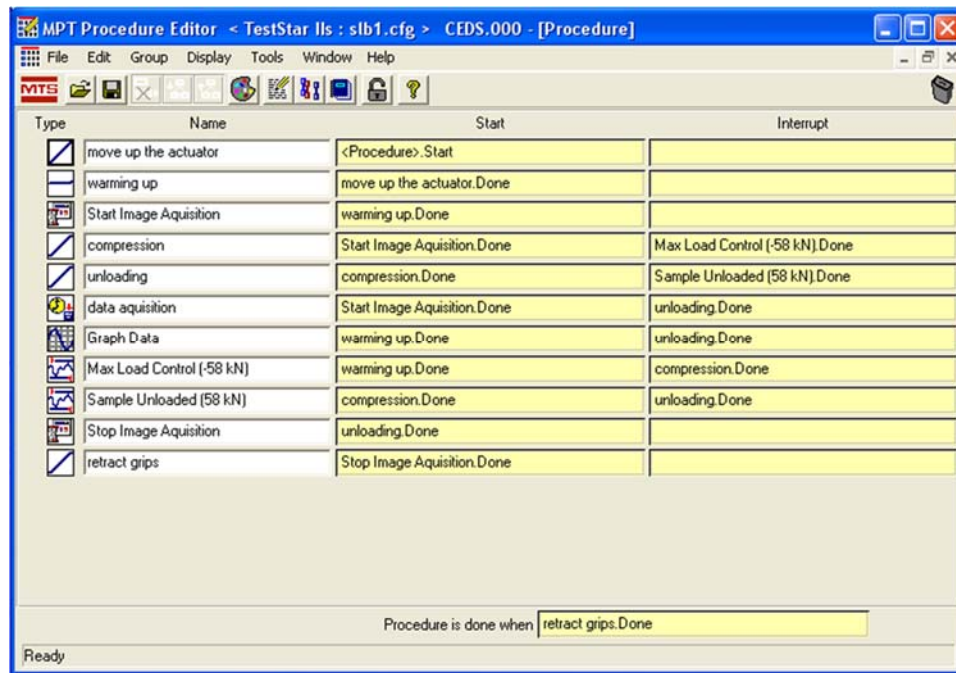 MPT Procedure Editor < TestStar IIs : slb1.cfg > CEDS.000 - [Procedure]
File Edit Group Display Tools Window Help
MTS
Type Name Start Interrupt
move up the actuator <Procedure>.Start
warming up move up the actuator.Done
Start Image Aquisition warming up.Done
compression Start Image Aquisition.Done Max Load Control (-58 kN).Done
unloading compression.Done Sample Unloaded (58 kN).Done
data aquisition Start Image Aquisition.Done unloading.Done
Graph Data warming up.Done unloading.Done
Max Load Control (-58 kN) warming up.Done compression.Done
Sample Unloaded (58 kN) compression.Done unloading.Done
Stop Image Aquisition unloading.Done
retract grips Stop Image Aquisition.Done
Procedure is done when retract grips.Done
Ready